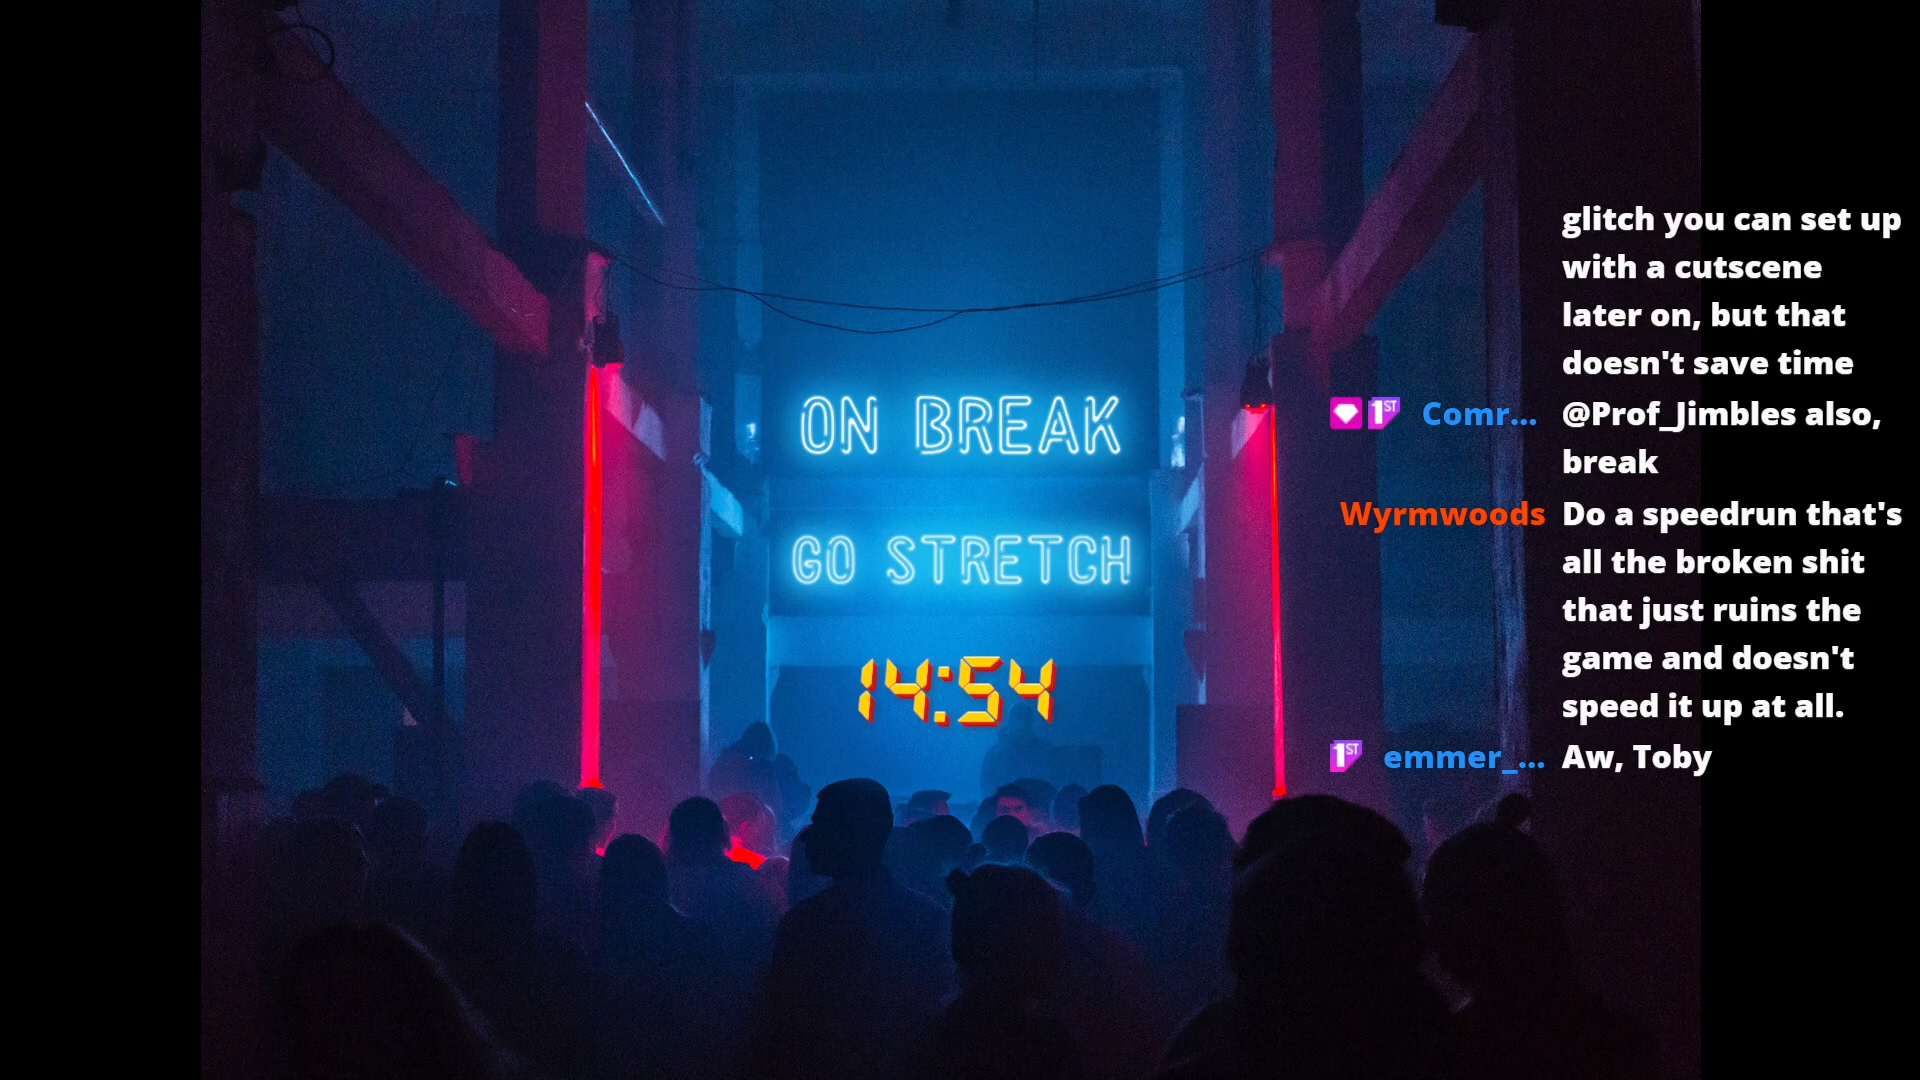 ON BREAK
GO STRETCH
14:54
glitch you can set up
with a cutscene
later on, but that
doesn't save time
1ST Comr... @Prof_Jimbles also,
break
Wyrmwoods Do a speedrun that's
all the broken shit
that just ruins the
game and doesn't
speed it up at all.
1ST emmer_... Aw, Toby